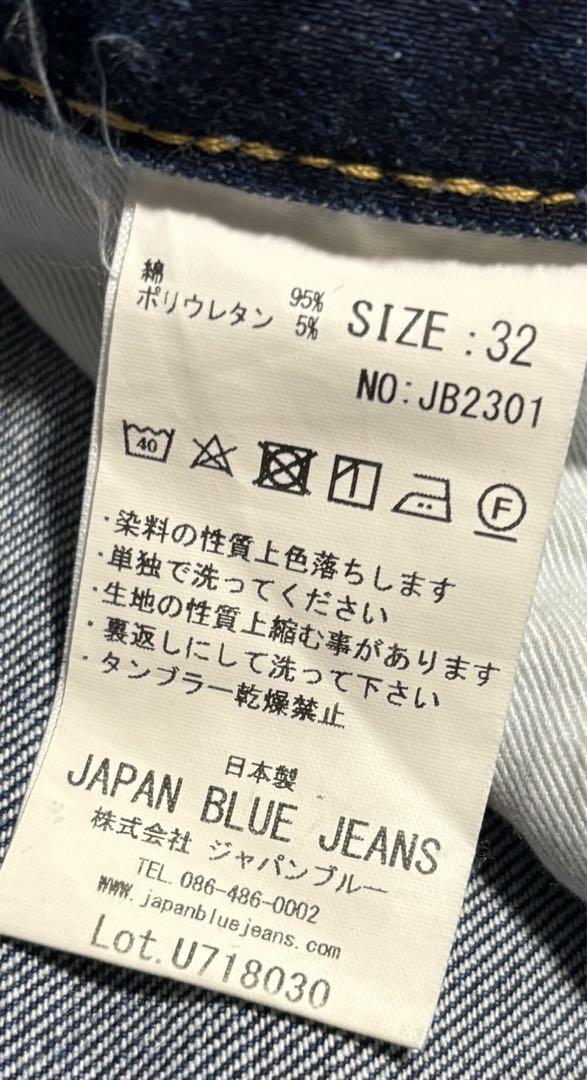 綿 95%
ポリウレタン 5%
SIZE : 32
NO: JB2301
40
F
・染料の性質上色落ちします
・単独で洗ってください
・生地の性質上縮む事があります
・裏返しにして洗って下さい
・タンブラー乾燥禁止
日本製
JAPAN BLUE JEANS
株式会社 ジャパンブルー
TEL. 086-486-0002
www.japanbluejeans.com
Lot.U718030